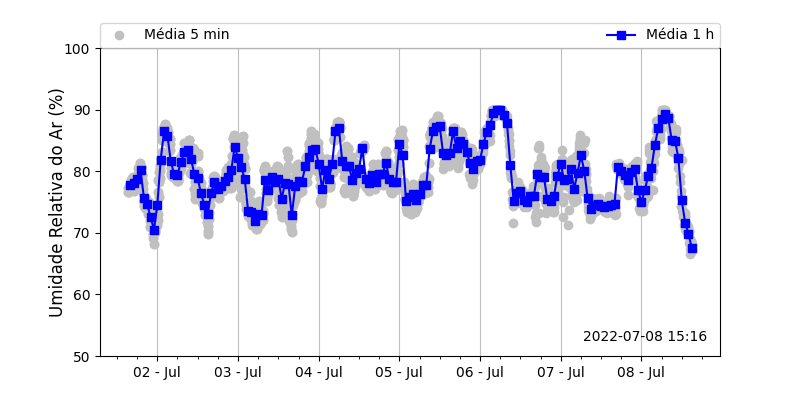 Média 5 min
Média 1 h
Umidade Relativa do Ar (%)
100
90
80
70
60
50
2022-07-08 15:16
02 - Jul
03 - Jul
04 - Jul
05 - Jul
06 - Jul
07 - Jul
08 - Jul